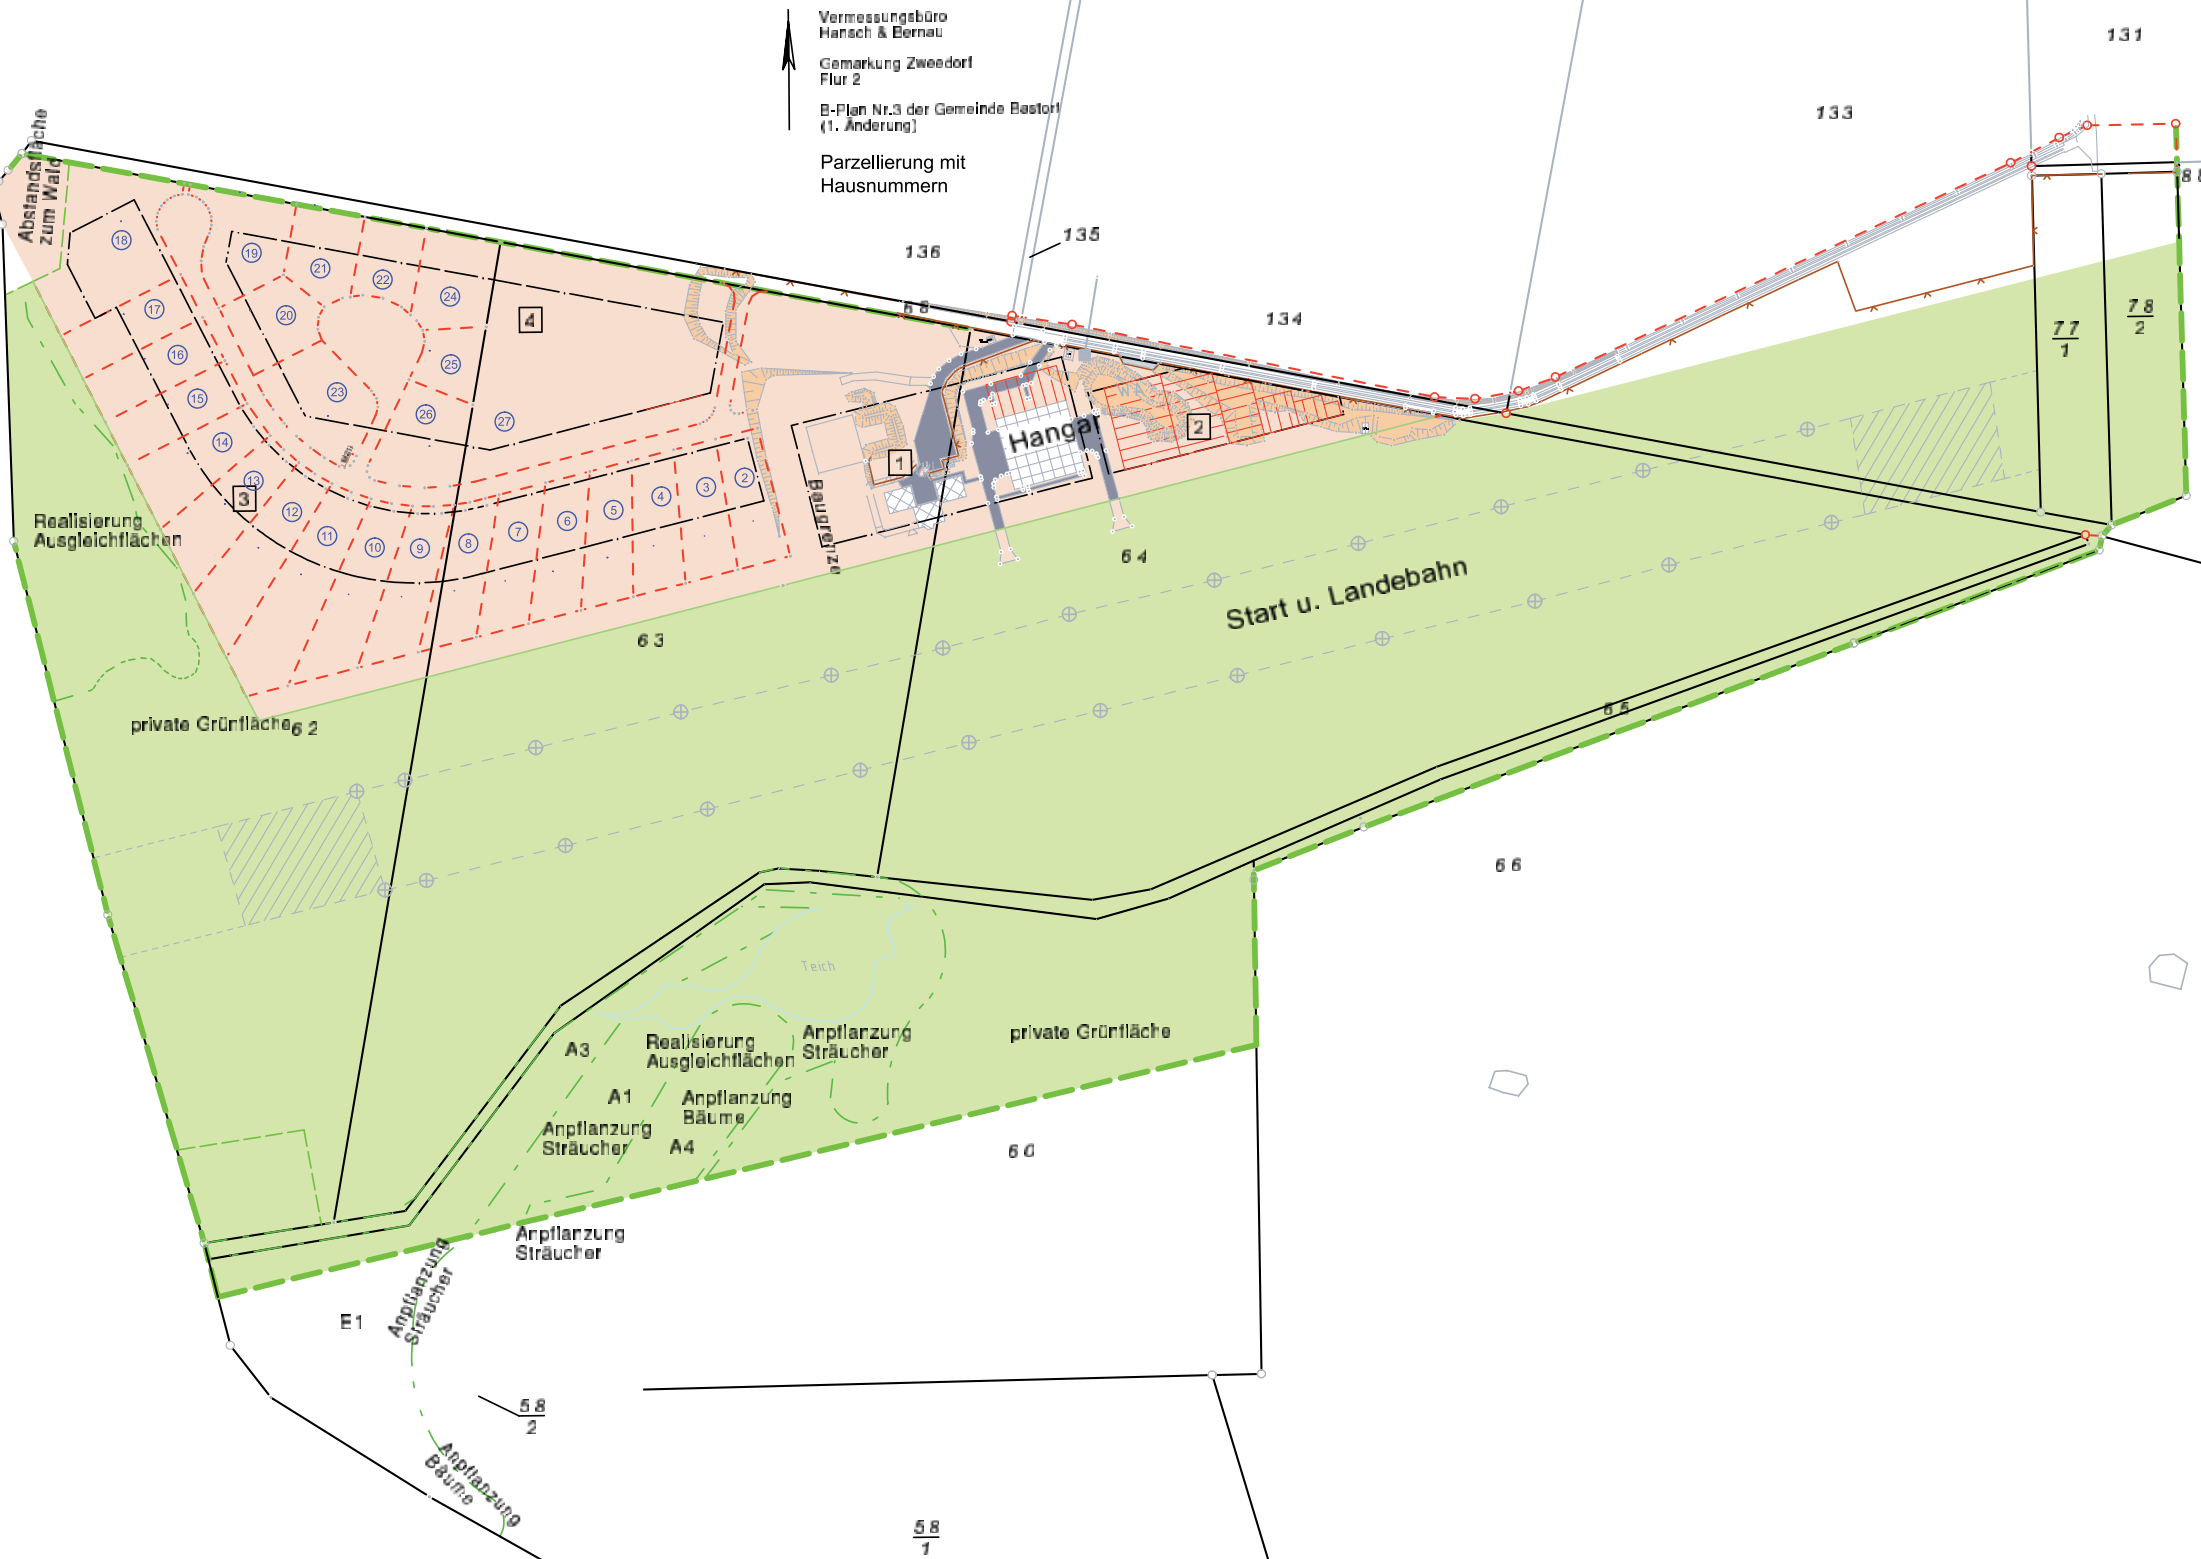 Vermessungsbüro
Hansch & Bernau
Gemarkung Zweedorf
Flur 2
B-Plan Nr.3 der Gemeinde Bastorf
(1. Änderung)
Parzellierung mit
Hausnummern
131
133
88
136
135
134
68
77
1
78
2
Abstandsfläche
zum Wald
18
17
16
15
14
13
12
11
10
9
8
7
6
5
4
3
2
19
21
22
24
20
25
23
26
27
4
3
1
2
Hangar
Baugrenze
Realisierung
Ausgleichflächen
64
63
Start u. Landebahn
private Grünfläche
62
65
66
Teich
A3
Realisierung
Ausgleichflächen
Anpflanzung
Sträucher
private Grünfläche
A1
Anpflanzung
Bäume
Anpflanzung
Sträucher
A4
60
Anpflanzung
Sträucher
Anpflanzung
Sträucher
E1
58
2
Anpflanzung
Bäume
58
1